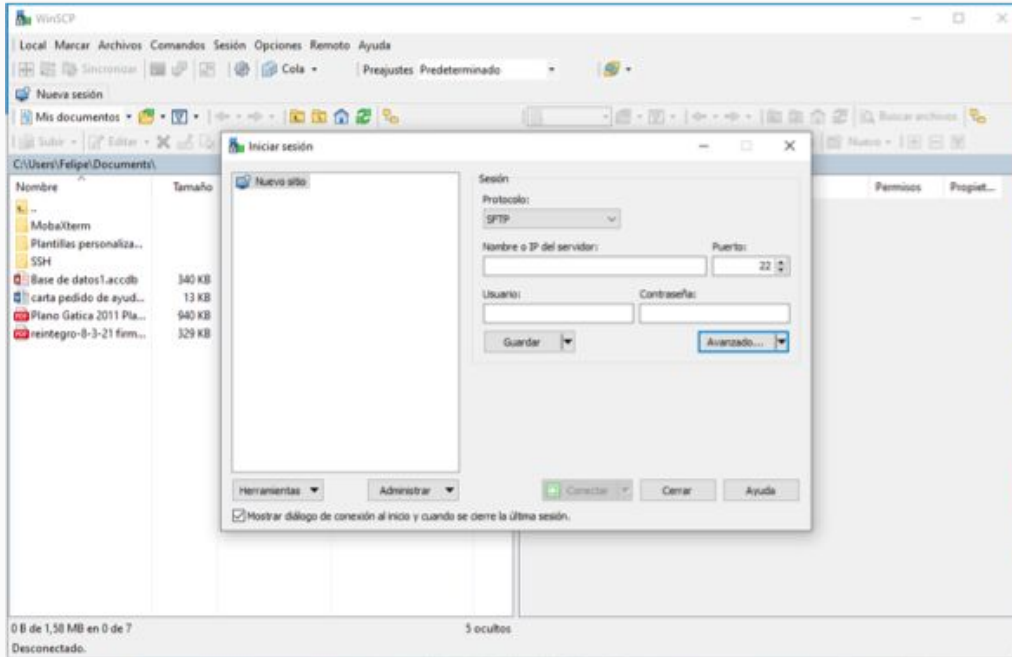 WinSCP
Local Marcar Archivos Comandos Sesión Opciones Remoto Ayuda
Sincronizar Cola Preajustes Predeterminado
Nueva sesión
Mis documentos Buscar archivos
Subir Editar Nuevo
C:\Users\Felipe\Documents\
Nombre Tamaño Permisos Propiet...
..
MobaXterm
Plantillas personaliza...
SSH
Base de datos1.accdb 340 KB
carta pedido de ayud... 13 KB
Plano Gatica 2011 Pla... 940 KB
reintegro-8-3-21 firm... 329 KB
Iniciar sesión
Nuevo sitio
Sesión
Protocolo:
SFTP
Nombre o IP del servidor: Puerto:
22
Usuario: Contraseña:
Guardar Avanzado...
Herramientas Administrar Conectar Cerrar Ayuda
Mostrar diálogo de conexión al inicio y cuando se cierre la última sesión.
0 B de 1,58 MB en 0 de 7 5 ocultos
Desconectado.